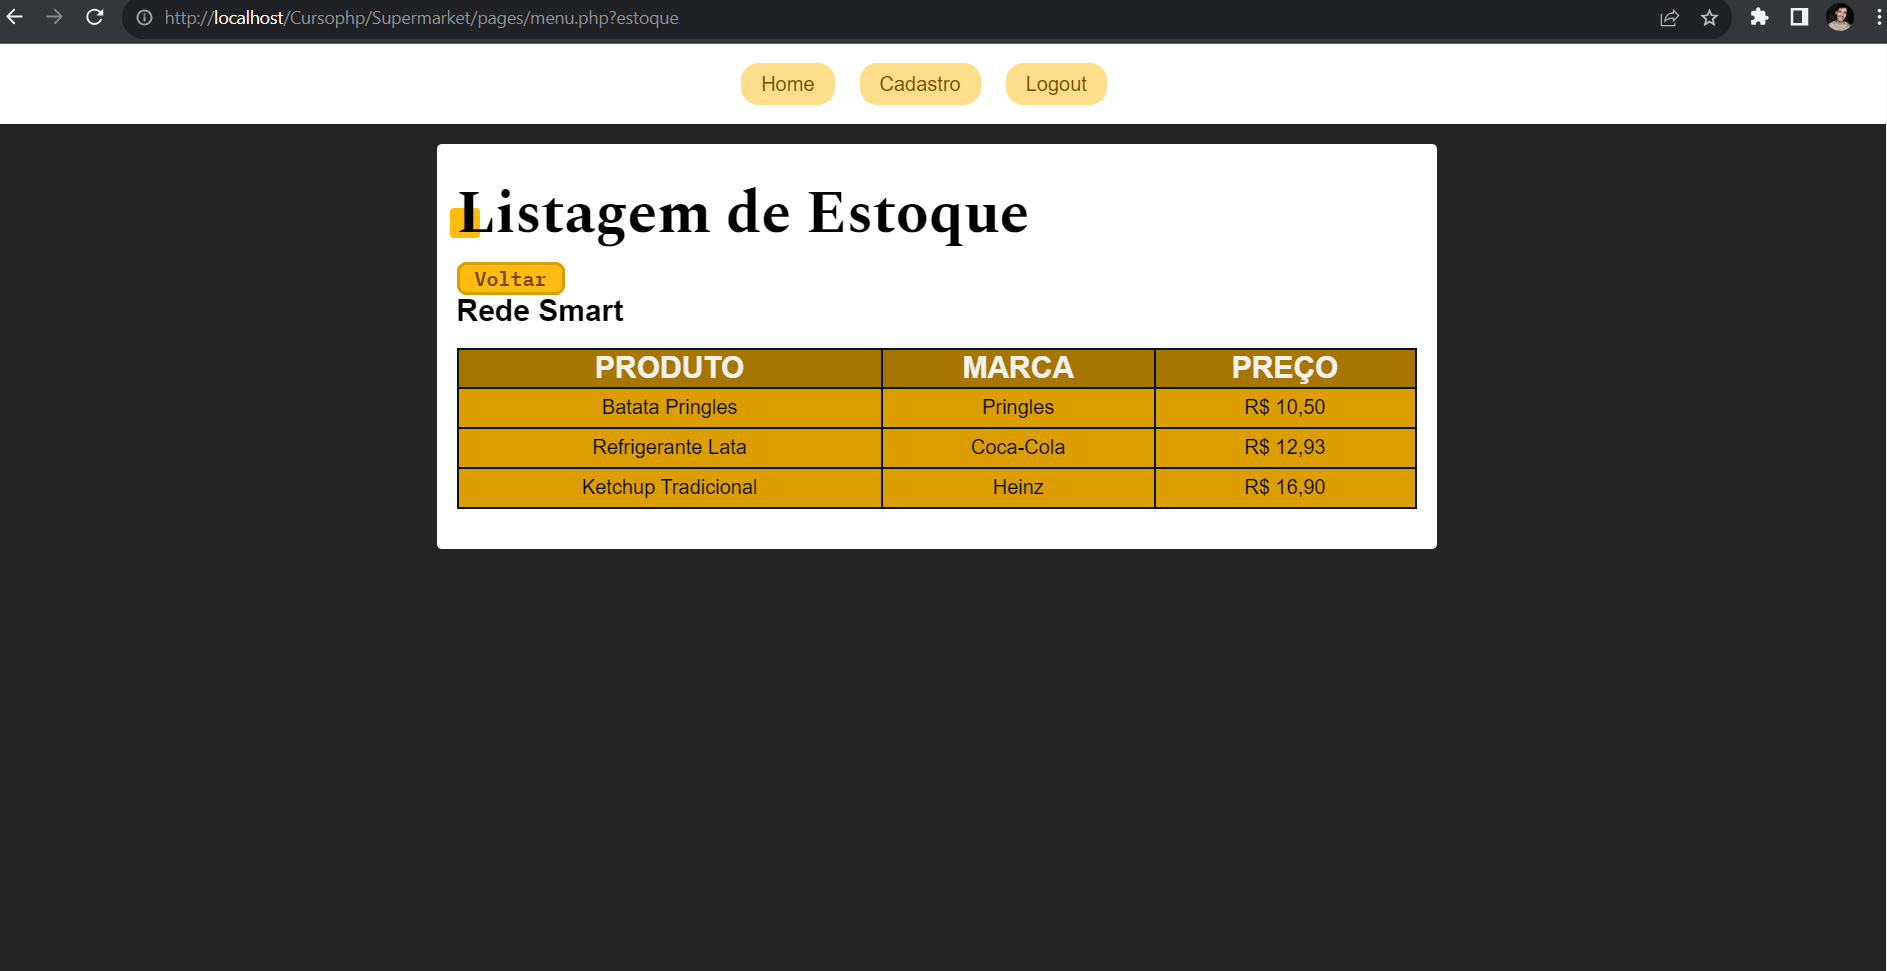 http://localhost/Cursophp/Supermarket/pages/menu.php?estoque
Home Cadastro Logout
Listagem de Estoque
Voltar
Rede Smart
PRODUTO MARCA PREÇO
Batata Pringles Pringles R$ 10,50
Refrigerante Lata Coca-Cola R$ 12,93
Ketchup Tradicional Heinz R$ 16,90